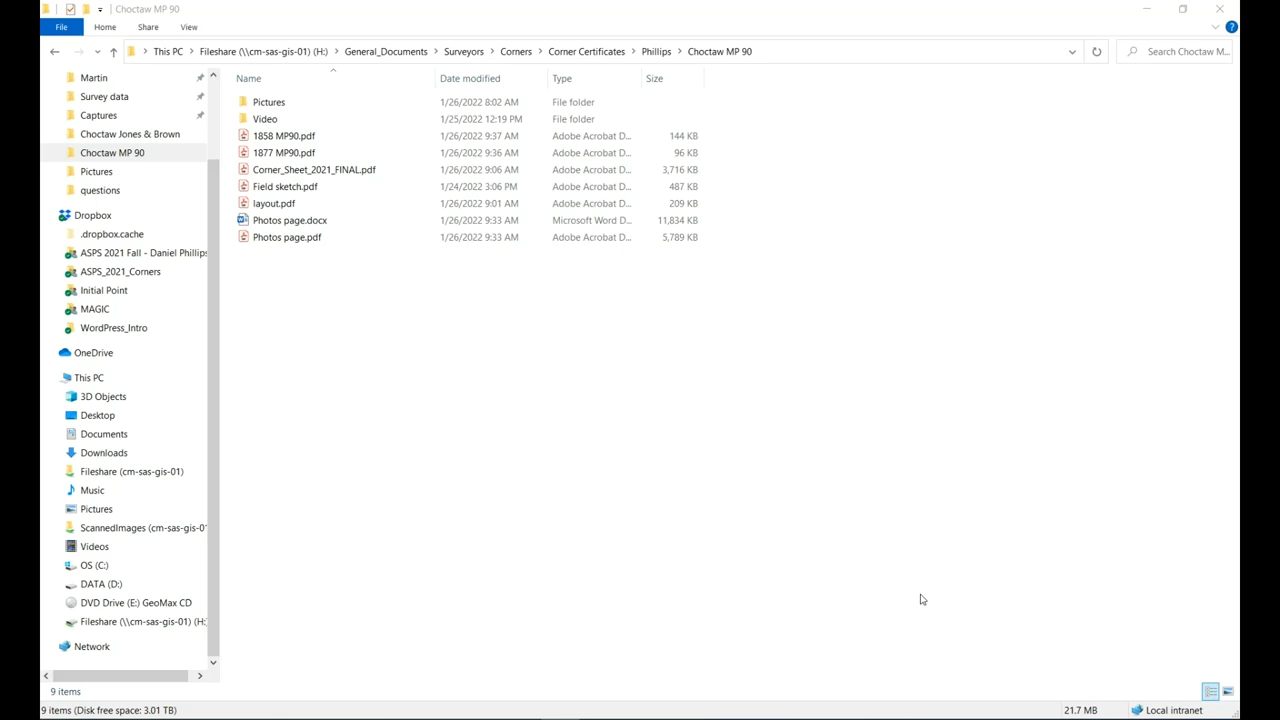 Choctaw MP 90
File Home Share View
This PC Fileshare (\\cm-sas-gis-01) (H:) General_Documents Surveyors Corners Corner Certificates Phillips Choctaw MP 90
Search Choctaw M...
Martin
Survey data
Captures
Choctaw Jones & Brown
Choctaw MP 90
Pictures
questions
Dropbox
.dropbox.cache
ASPS 2021 Fall - Daniel Phillips
ASPS_2021_Corners
Initial Point
MAGIC
WordPress_Intro
OneDrive
This PC
3D Objects
Desktop
Documents
Downloads
Fileshare (cm-sas-gis-01)
Music
Pictures
ScannedImages (cm-sas-gis-01
Videos
OS (C:)
DATA (D:)
DVD Drive (E:) GeoMax CD
Fileshare (\\cm-sas-gis-01) (H:)
Network
Name Date modified Type Size
Pictures 1/26/2022 8:02 AM File folder
Video 1/25/2022 12:19 PM File folder
1858 MP90.pdf 1/26/2022 9:37 AM Adobe Acrobat D... 144 KB
1877 MP90.pdf 1/26/2022 9:36 AM Adobe Acrobat D... 96 KB
Corner_Sheet_2021_FINAL.pdf 1/26/2022 9:06 AM Adobe Acrobat D... 3,716 KB
Field sketch.pdf 1/24/2022 3:06 PM Adobe Acrobat D... 487 KB
layout.pdf 1/26/2022 9:01 AM Adobe Acrobat D... 209 KB
Photos page.docx 1/26/2022 9:33 AM Microsoft Word D... 11,834 KB
Photos page.pdf 1/26/2022 9:33 AM Adobe Acrobat D... 5,789 KB
9 items
9 items (Disk free space: 3.01 TB) 21.7 MB Local intranet